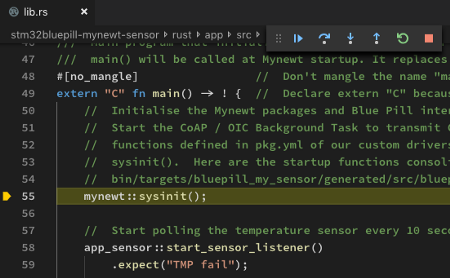 lib.rs ×
stm32bluepill-mynewt-sensor › rust › app › src ›
46 /// main program that initial
47 /// main() will be called at Mynewt startup. It replaces
48 #[no_mangle] // Don't mangle the name "ma
49 extern "C" fn main() -> ! { // Declare extern "C" becau
50 // Initialise the Mynewt packages and Blue Pill inte
51 // Start the CoAP / OIC Background Task to transmit C
52 // functions defined in pkg.yml of our custom drivers
53 // sysinit(). Here are the startup functions consoli
54 // bin/targets/bluepill_my_sensor/generated/src/bluep
55 mynewt::sysinit();
56
57 // Start polling the temperature sensor every 10 seco
58 app_sensor::start_sensor_listener()
59 .expect("TMP fail");